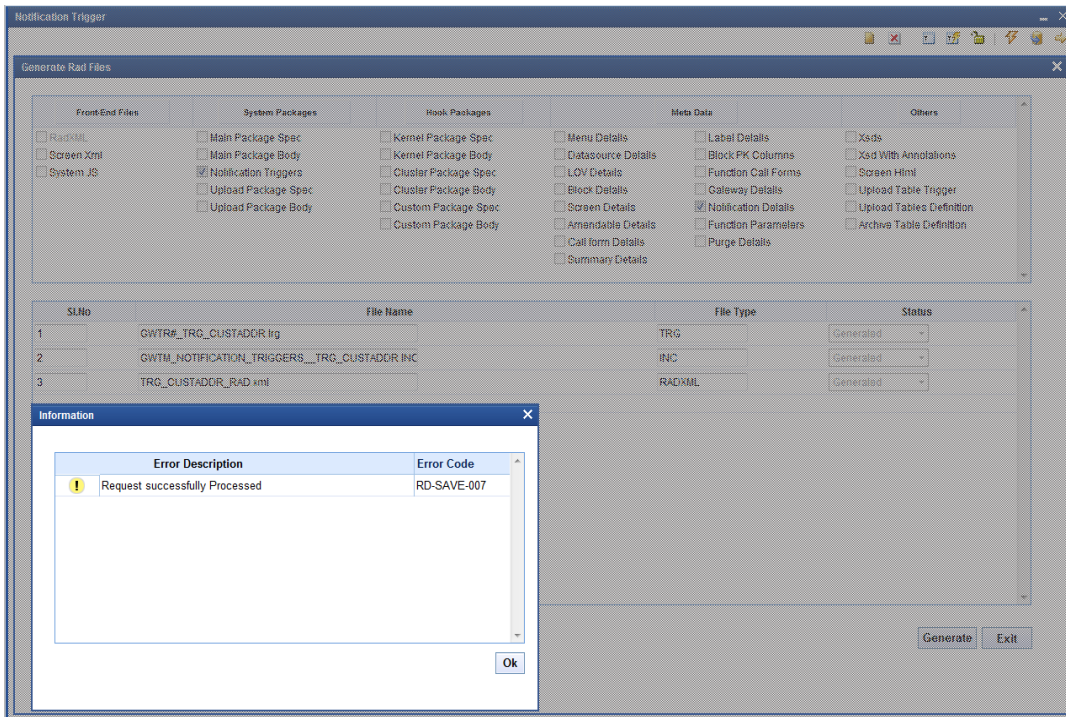 Notification Trigger
Generate Rad Files
Front-End Files System Packages Hook Packages Meta Data Others
RadXML Main Package Spec Kernel Package Spec Menu Details Label Details Xsds
Screen Xml Main Package Body Kernel Package Body Datasource Details Block PK Columns Xsd With Annotations
System JS Notification Triggers Cluster Package Spec LOV Details Function Call Forms Screen Html
Upload Package Spec Cluster Package Body Block Details Gateway Details Upload Table Trigger
Upload Package Body Custom Package Spec Screen Details Notification Details Upload Tables Definition
Custom Package Body Amendable Details Function Parameters Archive Table Definition
Call form Details Purge Details
Summary Details
Sl.No File Name File Type Status
1 GWTR#_TRG_CUSTADDR.trg TRG Generated
2 GWTM_NOTIFICATION_TRIGGERS__TRG_CUSTADDR.INC INC Generated
3 TRG_CUSTADDR_RAD.xml RADXML Generated
Information
Error Description Error Code
Request successfully Processed RD-SAVE-007
Ok
Generate Exit